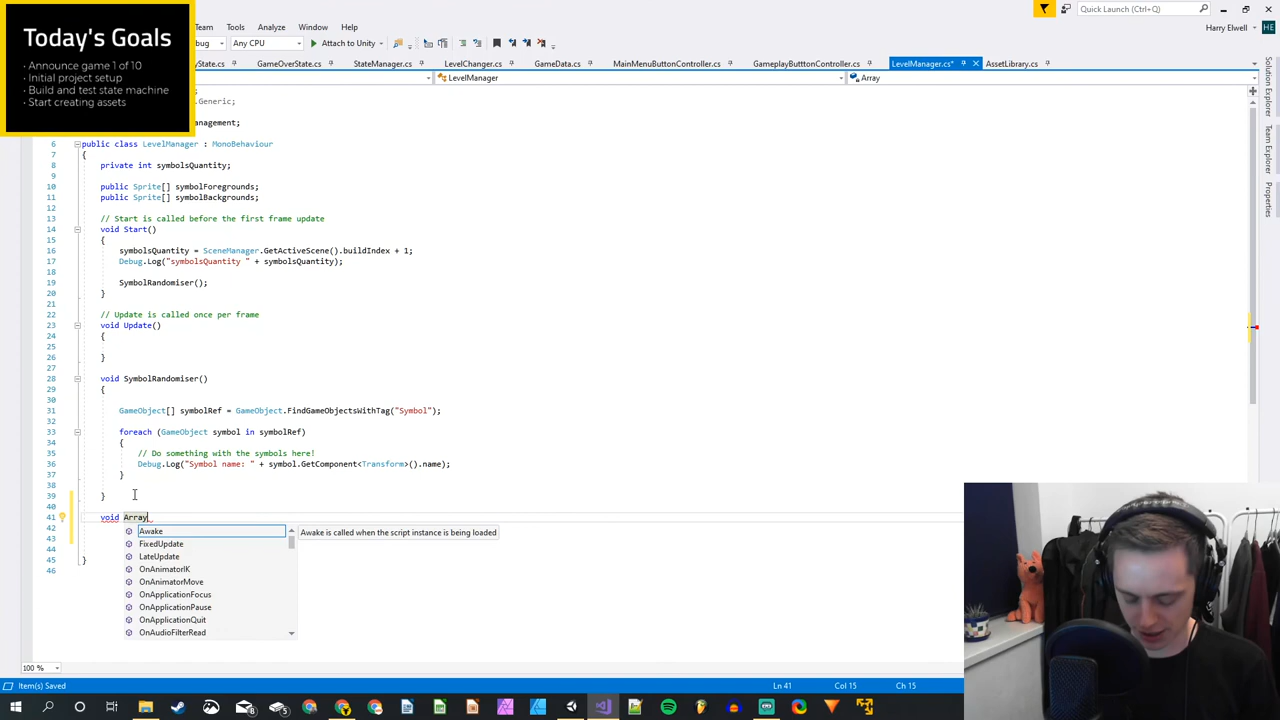 Today's Goals
· Announce game 1 of 10
· Initial project setup
· Build and test state machine
· Start creating assets
Team Tools Analyze Window Help
Quick Launch (Ctrl+Q)
Any CPU Attach to Unity
Harry Elwell HE
GameOverState.cs StateManager.cs LevelChanger.cs GameData.cs MainMenuButtonController.cs GameplayButttonController.cs LevelManager.cs* AssetLibrary.cs
LevelManager Array
.Generic;
6 public class LevelManager : MonoBehaviour
7 {
8 private int symbolsQuantity;
9
10 public Sprite[] symbolForegrounds;
11 public Sprite[] symbolBackgrounds;
12
13 // Start is called before the first frame update
14 void Start()
15 {
16 symbolsQuantity = SceneManager.GetActiveScene().buildIndex + 1;
17 Debug.Log("symbolsQuantity " + symbolsQuantity);
18
19 SymbolRandomiser();
20 }
21
22 // Update is called once per frame
23 void Update()
24 {
25
26 }
27
28 void SymbolRandomiser()
29 {
30
31 GameObject[] symbolRef = GameObject.FindGameObjectsWithTag("Symbol");
32
33 foreach (GameObject symbol in symbolRef)
34 {
35 // Do something with the symbols here!
36 Debug.Log("Symbol name: " + symbol.GetComponent<Transform>().name);
37 }
38
39 }
40
41 void Array
42
43
44
45 }
46
Awake
FixedUpdate
LateUpdate
OnAnimatorIK
OnAnimatorMove
OnApplicationFocus
OnApplicationPause
OnApplicationQuit
OnAudioFilterRead
Awake is called when the script instance is being loaded
Solution Explorer
Team Explorer
Properties
100 %
Item(s) Saved Ln 41 Col 15 Ch 15